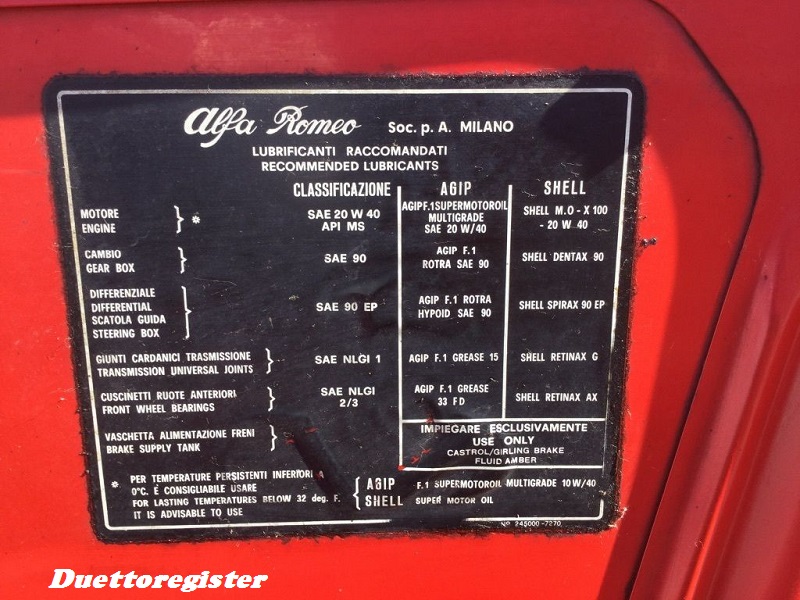 Alfa Romeo Soc. p. A. MILANO
LUBRIFICANTI RACCOMANDATI
RECOMMENDED LUBRICANTS
CLASSIFICAZIONE AGIP SHELL
MOTORE
ENGINE
*
SAE 20 W 40
API MS
AGIP F.1 SUPERMOTOROIL
MULTIGRADE
SAE 20 W/40
SHELL M.O - X 100
- 20 W 40
CAMBIO
GEAR BOX
SAE 90
AGIP F.1
ROTRA SAE 90
SHELL DENTAX 90
DIFFERENZIALE
DIFFERENTIAL
SCATOLA GUIDA
STEERING BOX
SAE 90 EP
AGIP F.1 ROTRA
HYPOID SAE 90
SHELL SPIRAX 90 EP
GIUNTI CARDANICI TRASMISSIONE
TRANSMISSION UNIVERSAL JOINTS
SAE NLGI 1
AGIP F.1 GREASE 15
SHELL RETINAX G
CUSCINETTI RUOTE ANTERIORI
FRONT WHEEL BEARINGS
SAE NLGI
2/3
AGIP F.1 GREASE
33 FD
SHELL RETINAX AX
VASCHETTA ALIMENTAZIONE FRENI
BRAKE SUPPLY TANK
IMPIEGARE ESCLUSIVAMENTE
USE ONLY
CASTROL/GIRLING BRAKE
FLUID AMBER
* PER TEMPERATURE PERSISTENTI INFERIORI A
0°C. É CONSIGLIABILE USARE
FOR LASTING TEMPERATURES BELOW 32 deg. F.
IT IS ADVISABLE TO USE
AGIP F.1 SUPERMOTOROIL MULTIGRADE 10 W/40
SHELL SUPER MOTOR OIL
N° 245000-7270
Duettoregister